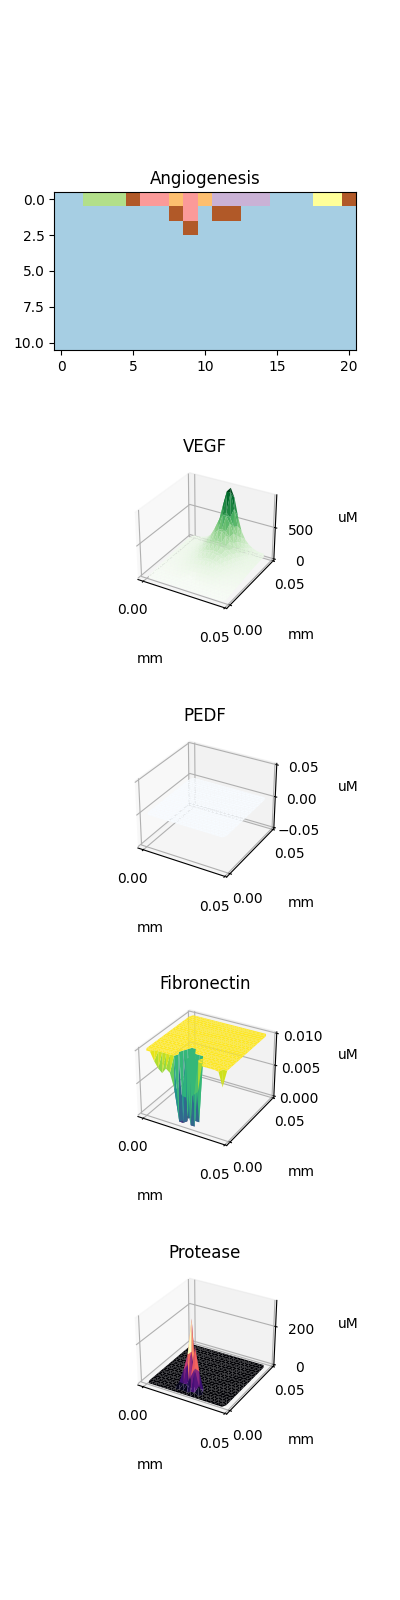 Angiogenesis
0.0
2.5
5.0
7.5
10.0
0 5 10 15 20
VEGF
uM
500
0
0.05
0.00
0.05 0.00 mm
mm
PEDF
0.05
uM
0.00
−0.05
0.05
0.00
0.05 0.00 mm
mm
Fibronectin
0.010
uM
0.005
0.000
0.05
0.00
0.05 0.00 mm
mm
Protease
uM
200
0
0.05
0.00
0.05 0.00 mm
mm